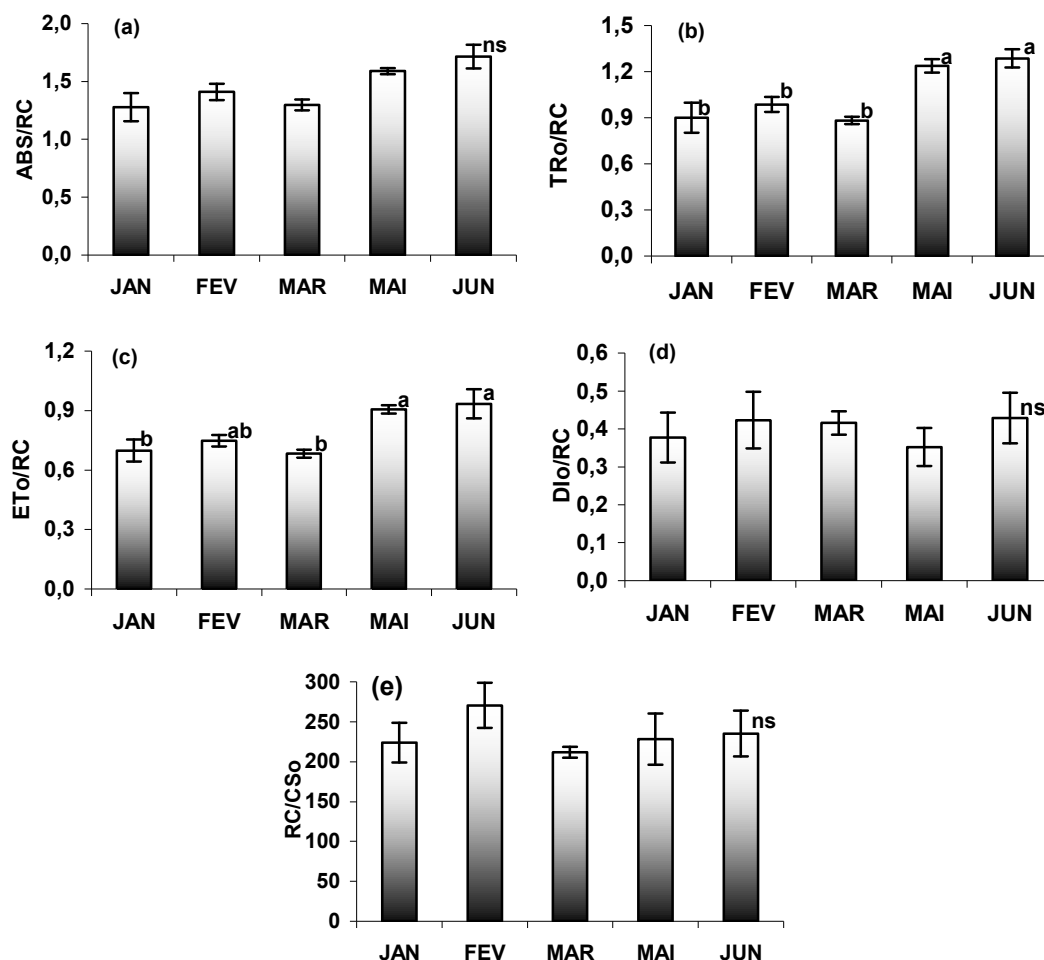 (a)
ABS/RC
2,0
1,5
1,0
0,5
0,0
ns
JAN FEV MAR MAI JUN
(b)
TRo/RC
1,5
1,2
0,9
0,6
0,3
0,0
b b b a a
JAN FEV MAR MAI JUN
(c)
ETo/RC
1,2
0,9
0,6
0,3
0,0
b ab b a a
JAN FEV MAR MAI JUN
(d)
DIo/RC
0,6
0,5
0,4
0,3
0,2
0,1
0,0
ns
JAN FEV MAR MAI JUN
(e)
RC/CSo
300
250
200
150
100
50
0
ns
JAN FEV MAR MAI JUN